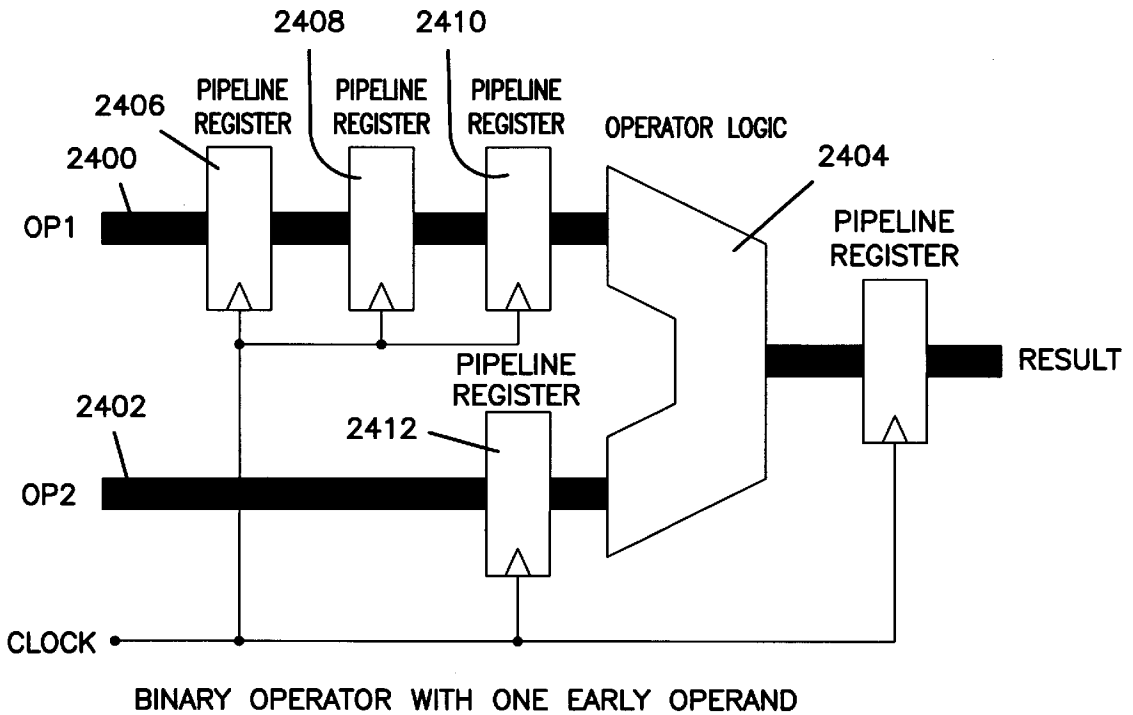 2408
2410
2406
PIPELINE
REGISTER
PIPELINE
REGISTER
PIPELINE
REGISTER
OPERATOR LOGIC
2400
2404
OP1
PIPELINE
REGISTER
PIPELINE
REGISTER
RESULT
2402
2412
OP2
CLOCK
BINARY OPERATOR WITH ONE EARLY OPERAND